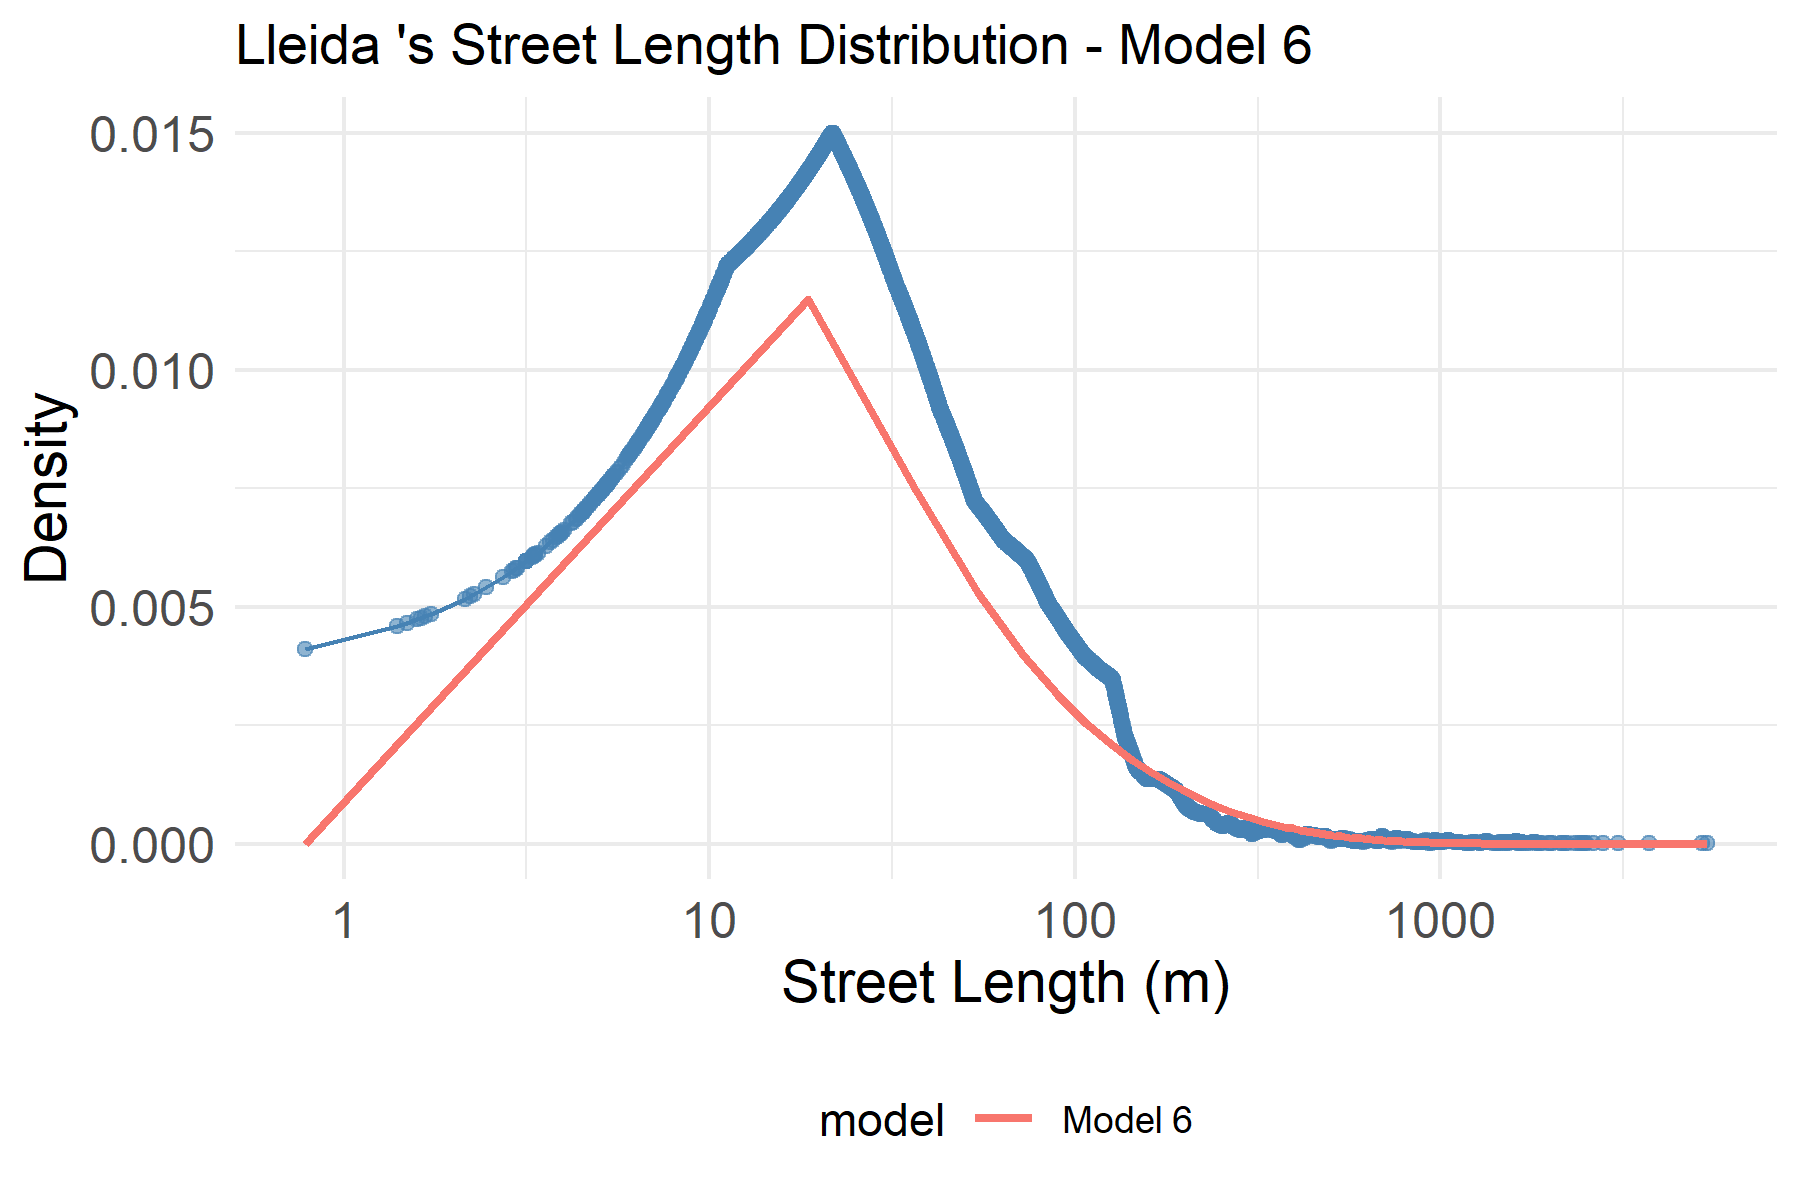 Lleida 's Street Length Distribution - Model 6
0.015
0.010
0.005
0.000
Density
1 10 100 1000
Street Length (m)
model Model 6